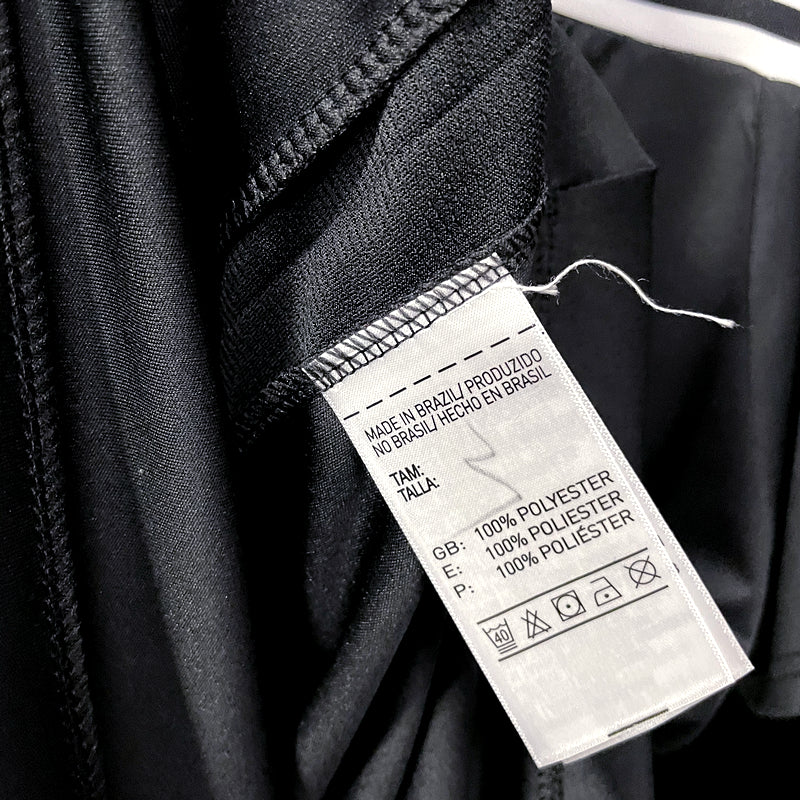 MADE IN BRAZIL/ PRODUZIDO
NO BRASIL/ HECHO EN BRASIL
TAM:
TALLA:
GB: 100% POLYESTER
E: 100% POLIESTER
P: 100% POLIÉSTER
40